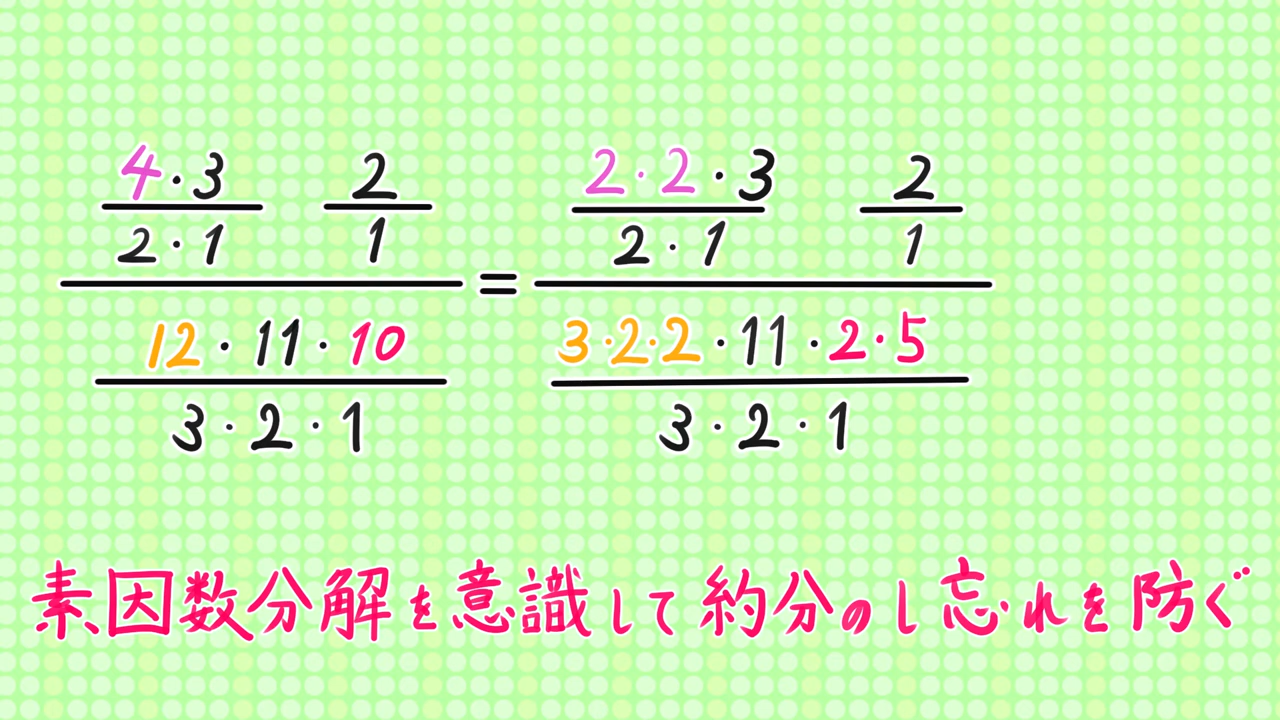 4・3 2 2・2・3 2
2・1 1 = 2・1 1
12・11・10 3・2・2・11・2・5
3・2・1 3・2・1
素因数分解を意識して約分のし忘れを防ぐ